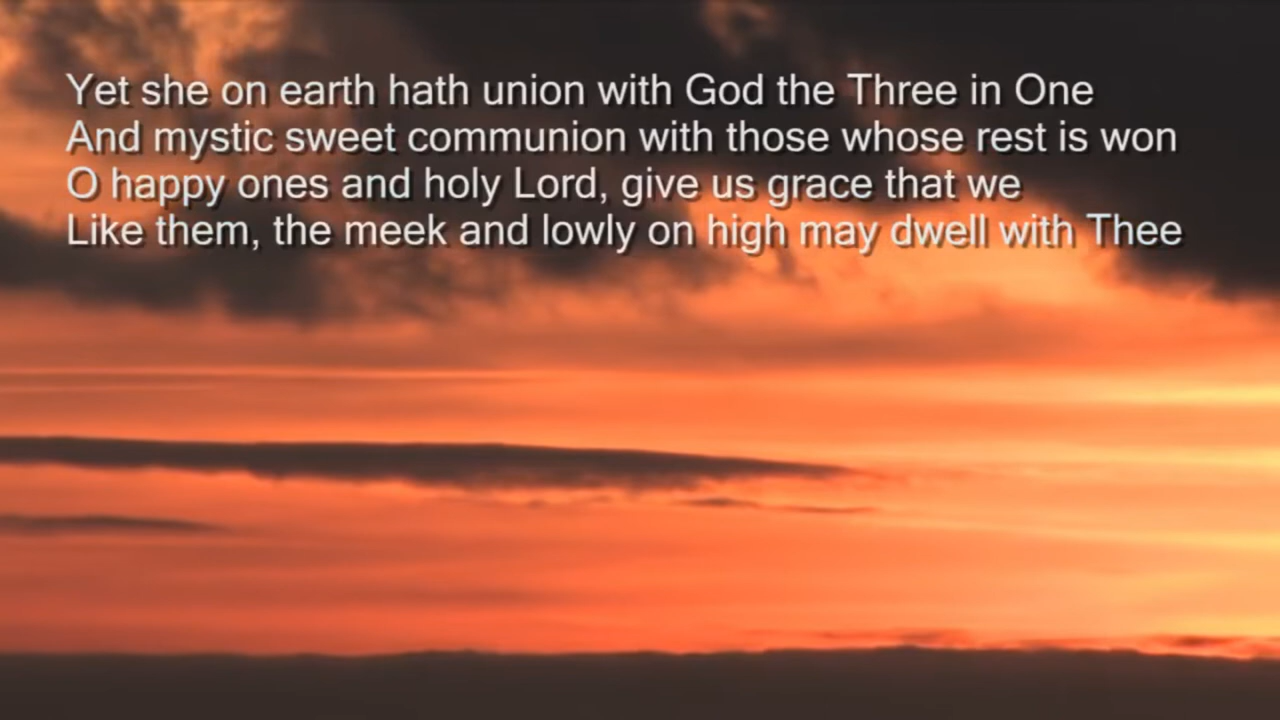 Yet she on earth hath union with God the Three in One
And mystic sweet communion with those whose rest is won
O happy ones and holy Lord, give us grace that we
Like them, the meek and lowly on high may dwell with Thee